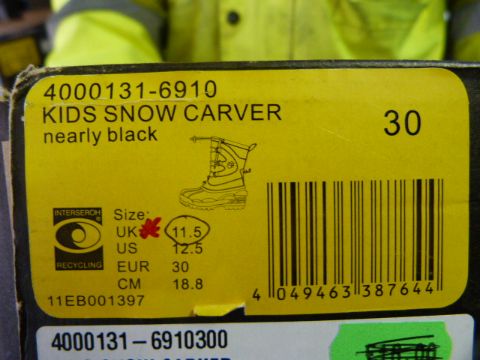 4000131-6910
KIDS SNOW CARVER
nearly black
30
INTERSEROH
RECYCLING
Size:
UK 11.5
US 12.5
EUR 30
CM 18.8
11EB001397
4 049463 387644
4000131-6910300